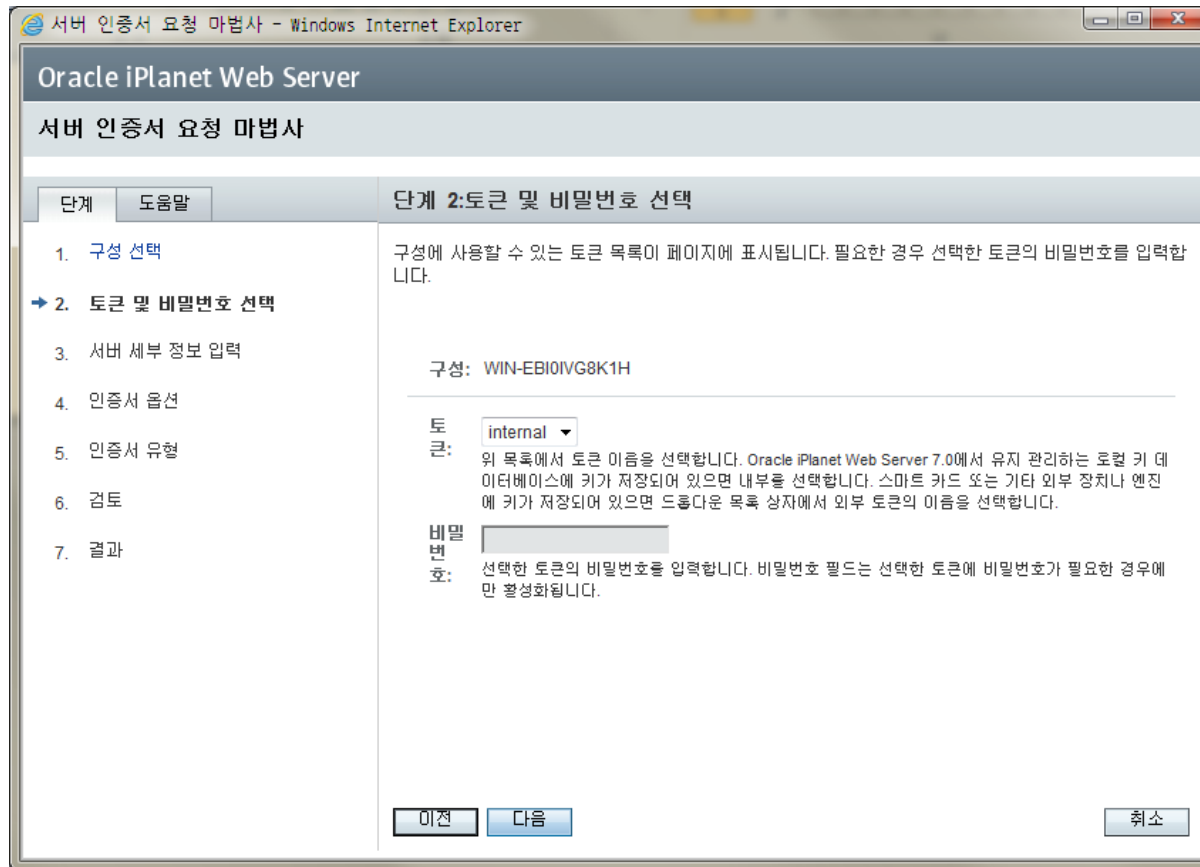 서버 인증서 요청 마법사 - Windows Internet Explorer
Oracle iPlanet Web Server
서버 인증서 요청 마법사
단계
도움말
1. 구성 선택
2. 토큰 및 비밀번호 선택
3. 서버 세부 정보 입력
4. 인증서 옵션
5. 인증서 유형
6. 검토
7. 결과
단계 2:토큰 및 비밀번호 선택
구성에 사용할 수 있는 토큰 목록이 페이지에 표시됩니다. 필요한 경우 선택한 토큰의 비밀번호를 입력합
니다.
구성: WIN-EBI0IVG8K1H
토
큰:
internal
위 목록에서 토큰 이름을 선택합니다. Oracle iPlanet Web Server 7.0에서 유지 관리하는 로컬 키 데
이터베이스에 키가 저장되어 있으면 내부를 선택합니다. 스마트 카드 또는 기타 외부 장치나 엔진
에 키가 저장되어 있으면 드롭다운 목록 상자에서 외부 토큰의 이름을 선택합니다.
비밀
번
호:
선택한 토큰의 비밀번호를 입력합니다. 비밀번호 필드는 선택한 토큰에 비밀번호가 필요한 경우에
만 활성화됩니다.
이전
다음
취소